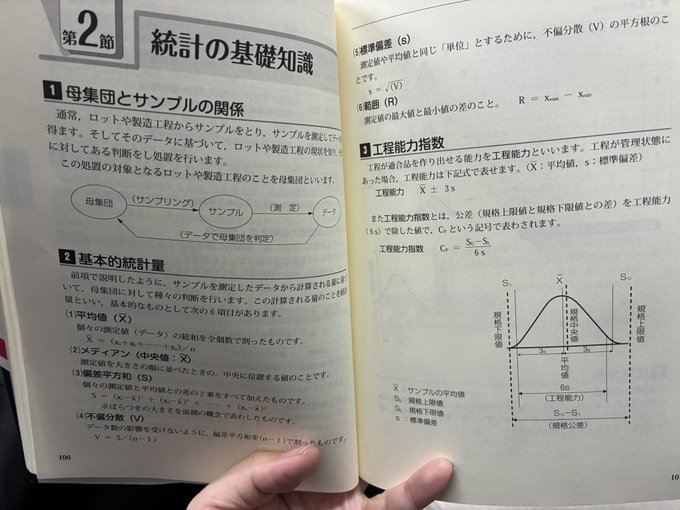 第2節
統計の基礎知識
1 母集団とサンプルの関係
通常，ロットや製造工程からサンプルをとり，サンプルを測定してデータを
得ます。そしてそのデータに基づいて，ロットや製造工程の現状を知り，それ
に対してある判断をし処置を行います。
この処置の対象となるロットや製造工程のことを母集団といいます。
母集団
(サンプリング)
サンプル
(測 定)
データ
(データで母集団を判定)
2 基本的統計量
前項で説明したように，サンプルを測定したデータから計算される量に基づ
いて，母集団に対して種々の判断を行います。この計算される量のことを統計
量といい，基本的なものとして次の6項目があります。
(1)平均値（X̄）
個々の測定値（データ）の総和を全個数で割ったものです。
X̄ ＝ (x₁＋x₂＋……＋xₙ)／n
(2)メディアン（中央値：X̃）
測定値を大きさの順に並べたときの，中央に位置する値のことです。
(3)偏差平方和（S）
個々の測定値と平均値との差の2乗をすべて加えたものです。
S ＝ (x₁－X̄)² ＋ (x₂－X̄)² ＋ …… ＋ (xₙ－X̄)²
※ばらつきの大きさを面積の概念で表わしたものです。
(4)不偏分散（V）
データ数の影響を受けないように，偏差平方和を(n－1)で割ったものです。
V ＝ S／(n－1)
100
(5)標準偏差（s）
測定値や平均値と同じ「単位」とするために，不偏分散（V）の平方根のこ
とです。
s ＝ √(V)
(6)範囲（R）
測定値の最大値と最小値の差のこと。 R ＝ Xmax － Xmin
3 工程能力指数
工程が適合品を作り出せる能力を工程能力といいます。工程が管理状態に
あった場合，工程能力は下記式で表せます。（X̄：平均値，s：標準偏差）
工程能力 X̄ ± 3s
また工程能力指数とは，公差（規格上限値と規格下限値との差）を工程能力
（6s）で除した値で，Cₚという記号で表わされます。
工程能力指数 Cₚ ＝ (Sᵤ－S_L)／6s
S_L
X̄
Sᵤ
規格下限値
規格中央値
規格上限値
3s
3s
平均値
6s
(工程能力)
Sᵤ－S_L
(規格公差)
X̄：サンプルの平均値
Sᵤ：規格上限値
S_L：規格下限値
s：標準偏差